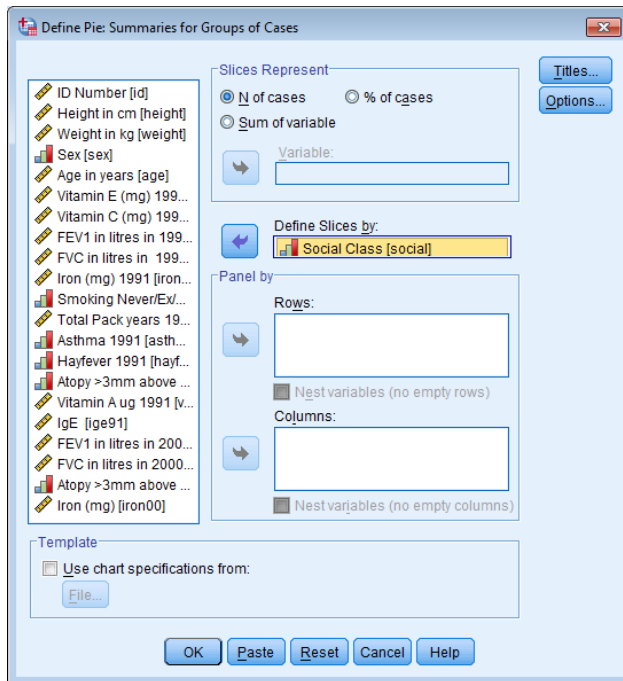 Define Pie: Summaries for Groups of Cases
ID Number [id]
Height in cm [height]
Weight in kg [weight]
Sex [sex]
Age in years [age]
Vitamin E (mg) 199...
Vitamin C (mg) 199...
FEV1 in litres in 199...
FVC in litres in 199...
Iron (mg) 1991 [iron...
Smoking Never/Ex/...
Total Pack years 19...
Asthma 1991 [asth...
Hayfever 1991 [hayf...
Atopy >3mm above ...
Vitamin A ug 1991 [v...
IgE [ige91]
FEV1 in litres in 200...
FVC in litres in 2000...
Atopy >3mm above ...
Iron (mg) [iron00]
Slices Represent
N of cases
% of cases
Sum of variable
Variable:
Define Slices by:
Social Class [social]
Panel by
Rows:
Nest variables (no empty rows)
Columns:
Nest variables (no empty columns)
Titles...
Options...
Template
Use chart specifications from:
File...
OK
Paste
Reset
Cancel
Help